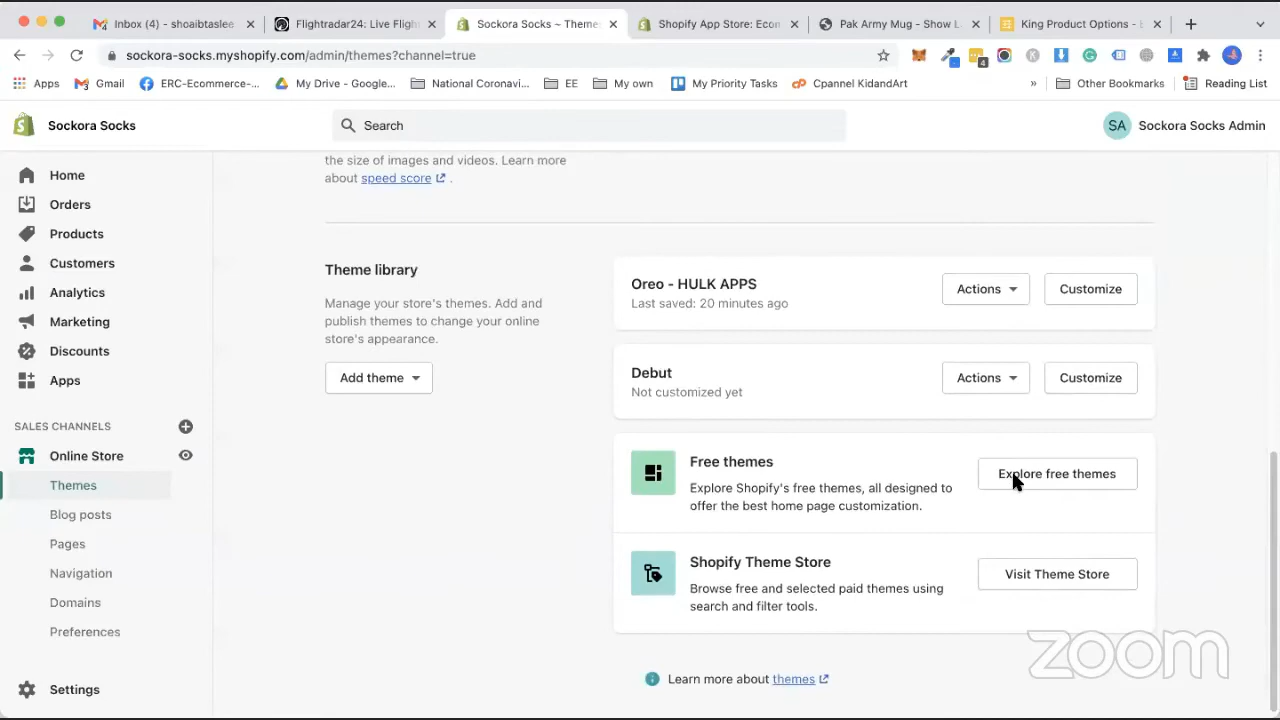 Inbox (4) - shoaibtaslee
Flightradar24: Live Flight
Sockora Socks ~ Theme
Shopify App Store: Econ
Pak Army Mug - Show L
King Product Options - E
sockora-socks.myshopify.com/admin/themes?channel=true
4
Apps
Gmail
ERC-Ecommerce-...
My Drive - Google...
National Coronavi...
EE
My own
My Priority Tasks
Cpannel KidandArt
»
Other Bookmarks
Reading List
Sockora Socks
Search
SA
Sockora Socks Admin
Home
Orders
Products
Customers
Analytics
Marketing
Discounts
Apps
SALES CHANNELS
Online Store
Themes
Blog posts
Pages
Navigation
Domains
Preferences
Settings
the size of images and videos. Learn more
about speed score .
Theme library
Manage your store's themes. Add and
publish themes to change your online
store's appearance.
Add theme
Oreo - HULK APPS
Last saved: 20 minutes ago
Actions
Customize
Debut
Not customized yet
Actions
Customize
Free themes
Explore Shopify's free themes, all designed to
offer the best home page customization.
Explore free themes
Shopify Theme Store
Browse free and selected paid themes using
search and filter tools.
Visit Theme Store
Learn more about themes
zoom